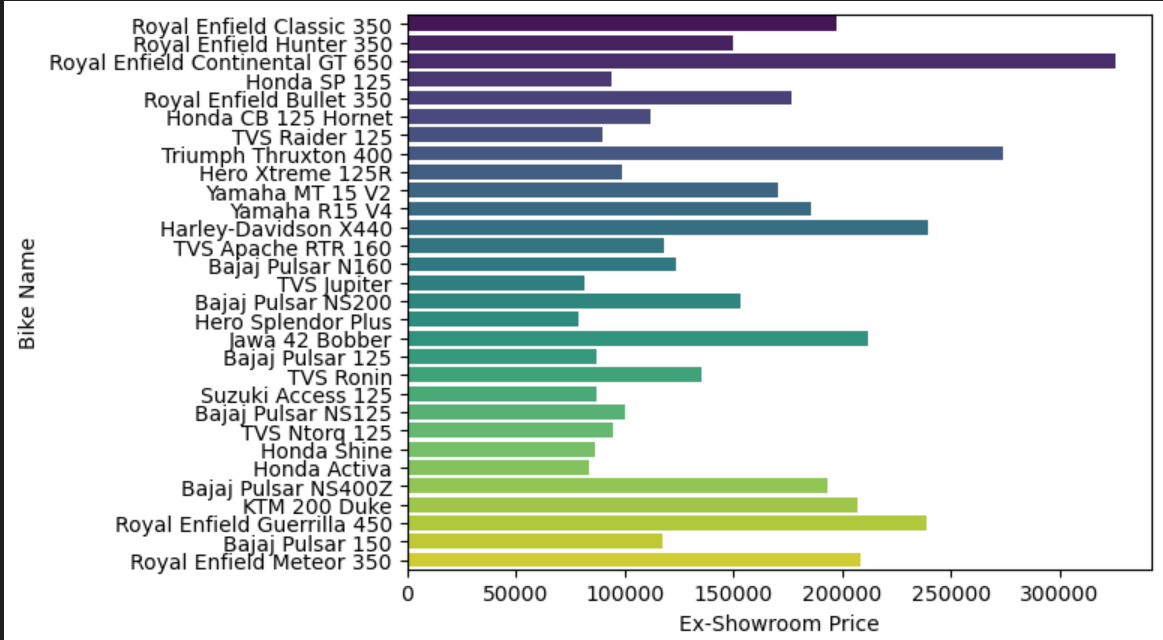 Royal Enfield Classic 350
Royal Enfield Hunter 350
Royal Enfield Continental GT 650
Honda SP 125
Royal Enfield Bullet 350
Honda CB 125 Hornet
TVS Raider 125
Triumph Thruxton 400
Hero Xtreme 125R
Yamaha MT 15 V2
Yamaha R15 V4
Harley-Davidson X440
TVS Apache RTR 160
Bajaj Pulsar N160
TVS Jupiter
Bajaj Pulsar NS200
Hero Splendor Plus
Jawa 42 Bobber
Bajaj Pulsar 125
TVS Ronin
Suzuki Access 125
Bajaj Pulsar NS125
TVS Ntorq 125
Honda Shine
Honda Activa
Bajaj Pulsar NS400Z
KTM 200 Duke
Royal Enfield Guerrilla 450
Bajaj Pulsar 150
Royal Enfield Meteor 350
Bike Name
0 50000 100000 150000 200000 250000 300000
Ex-Showroom Price